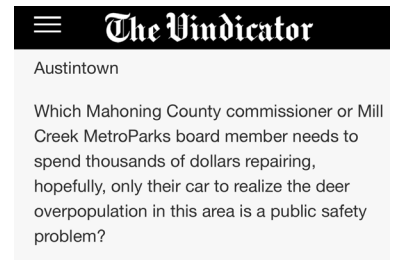 The Vindicator
Austintown
Which Mahoning County commissioner or Mill
Creek MetroParks board member needs to
spend thousands of dollars repairing,
hopefully, only their car to realize the deer
overpopulation in this area is a public safety
problem?